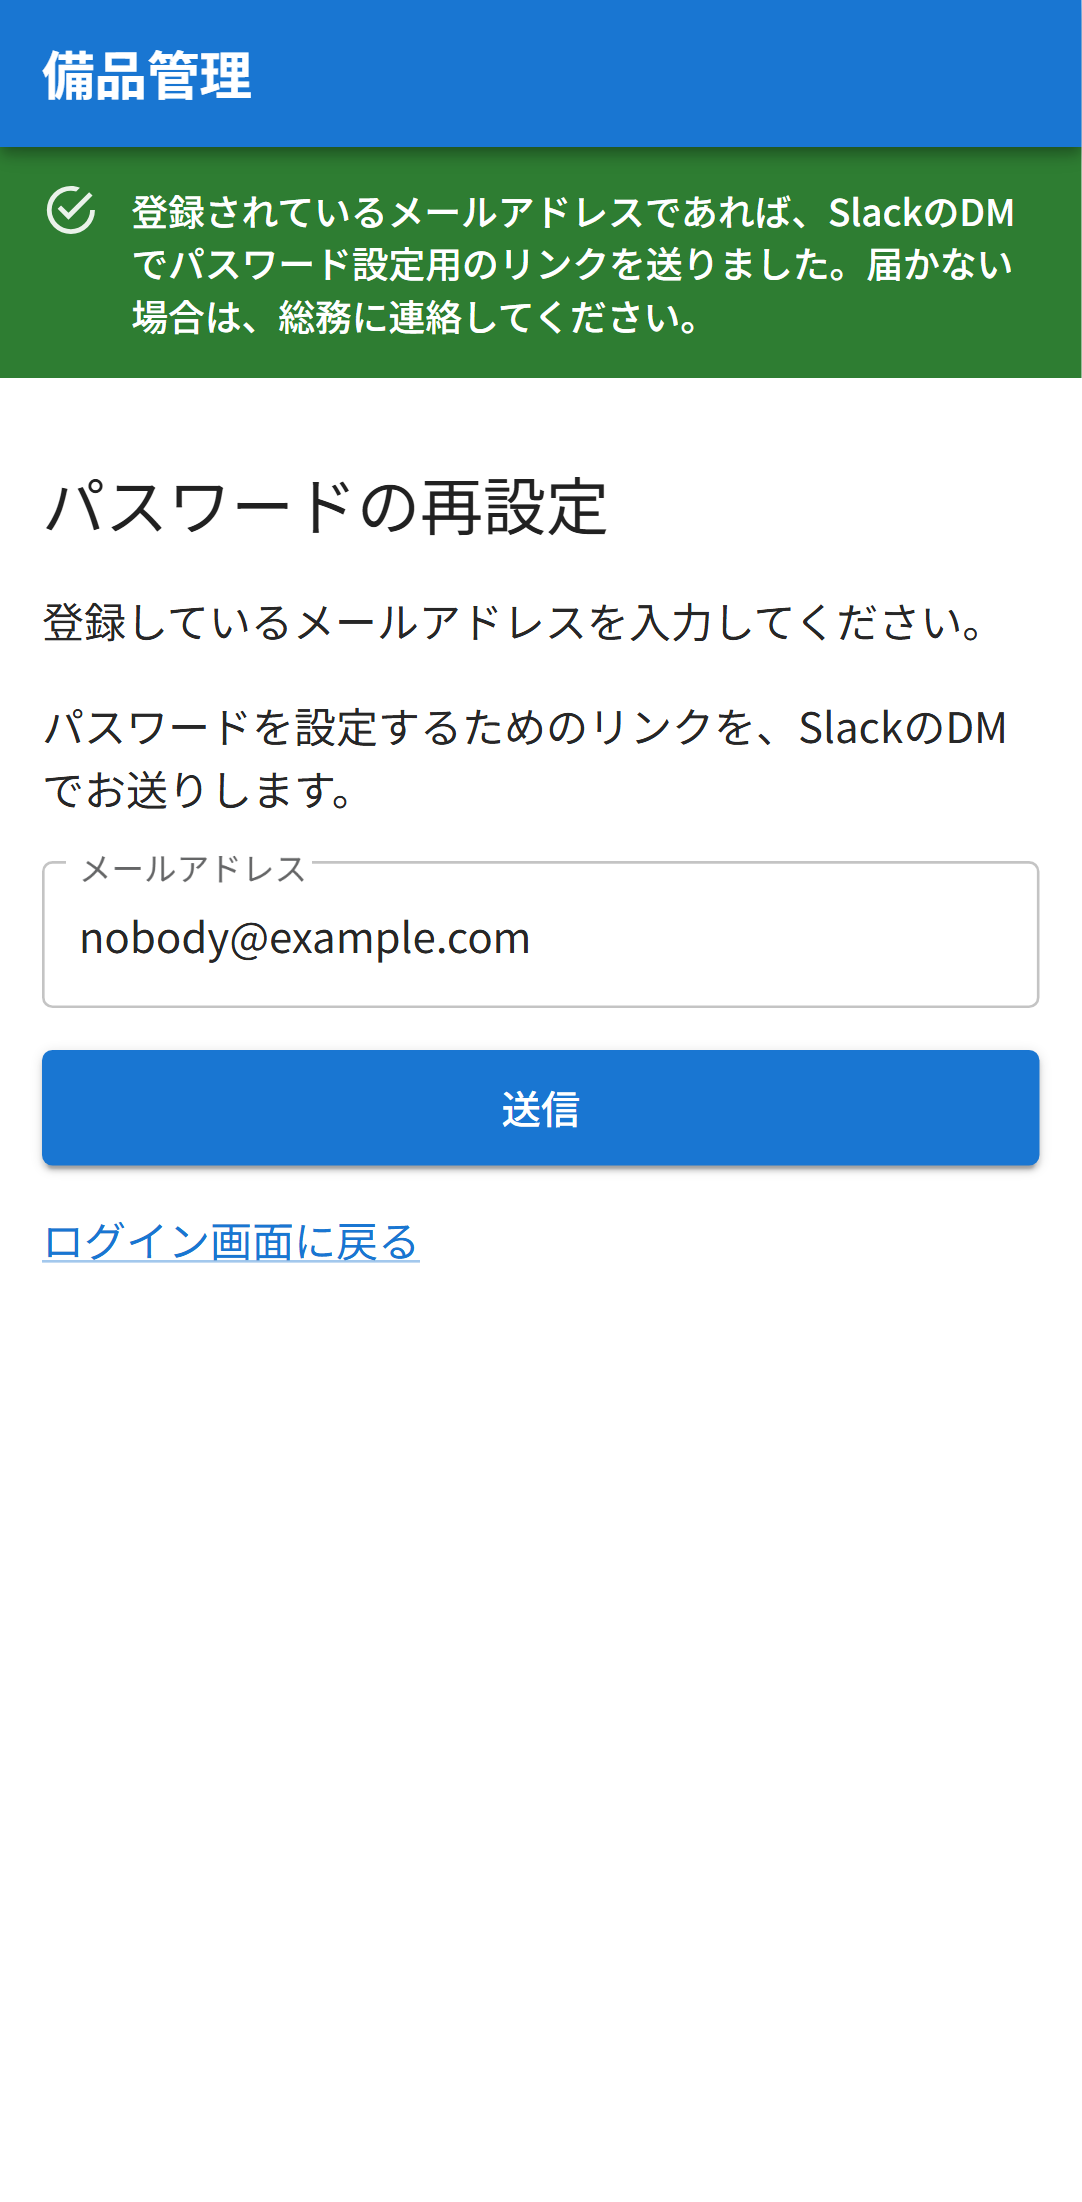 備品管理
登録されているメールアドレスであれば、SlackのDM
でパスワード設定用のリンクを送りました。届かない
場合は、総務に連絡してください。
パスワードの再設定
登録しているメールアドレスを入力してください。
パスワードを設定するためのリンクを、SlackのDM
でお送りします。
メールアドレス
nobody@example.com
送信
ログイン画面に戻る